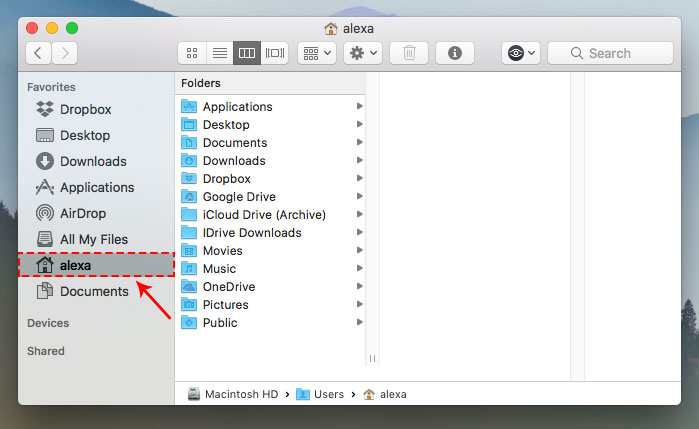 alexa
Search
Favorites
Dropbox
Desktop
Downloads
Applications
AirDrop
All My Files
alexa
Documents
Devices
Shared
Folders
Applications
Desktop
Documents
Downloads
Dropbox
Google Drive
iCloud Drive (Archive)
IDrive Downloads
Movies
Music
OneDrive
Pictures
Public
Macintosh HD › Users › alexa